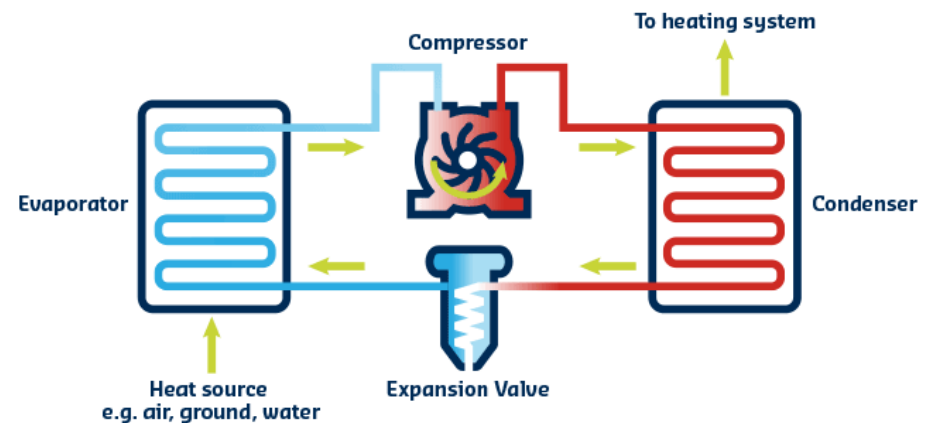 To heating system
Compressor
Evaporator
Condenser
Heat source
e.g. air, ground, water
Expansion Valve